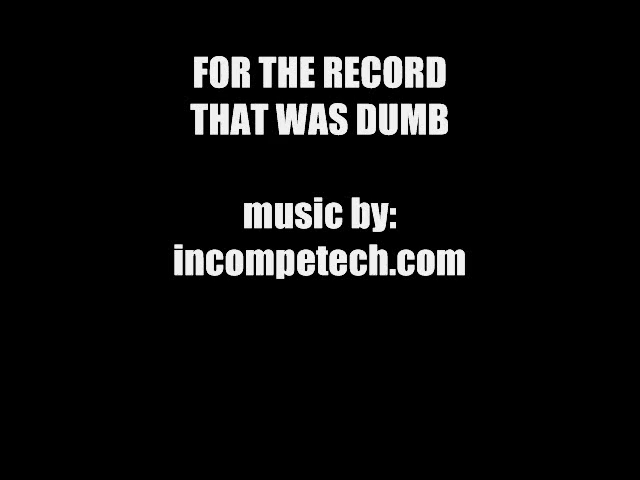 FOR THE RECORD
THAT WAS DUMB
music by:
incompetech.com